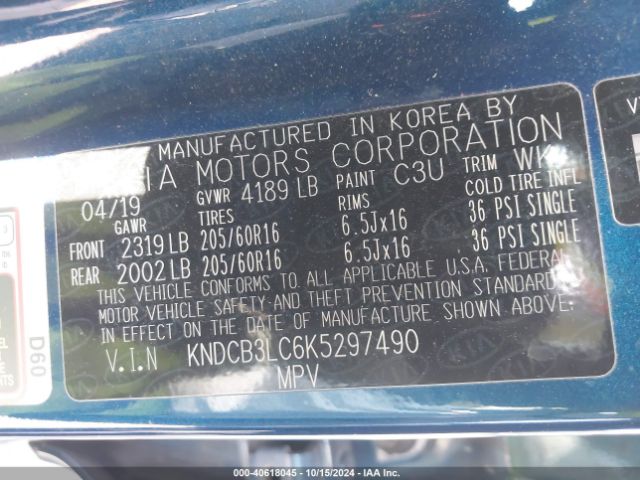 MANUFACTURED IN KOREA BY
KIA MOTORS CORPORATION
04/19 GVWR 4189 LB PAINT C3U TRIM WK
GAWR TIRES RIMS COLD TIRE INFL
FRONT 2319 LB 205/60R16 6.5Jx16 36 PSI SINGLE
REAR 2002 LB 205/60R16 6.5Jx16 36 PSI SINGLE
THIS VEHICLE CONFORMS TO ALL APPLICABLE U.S.A. FEDERAL
MOTOR VEHICLE SAFETY AND THEFT PREVENTION STANDARDS
IN EFFECT ON THE DATE OF MANUFACTURE SHOWN ABOVE.
V.I.N KNDCB3LC6K5297490
MPV
D60
000-40618045 - 10/15/2024 - IAA Inc.